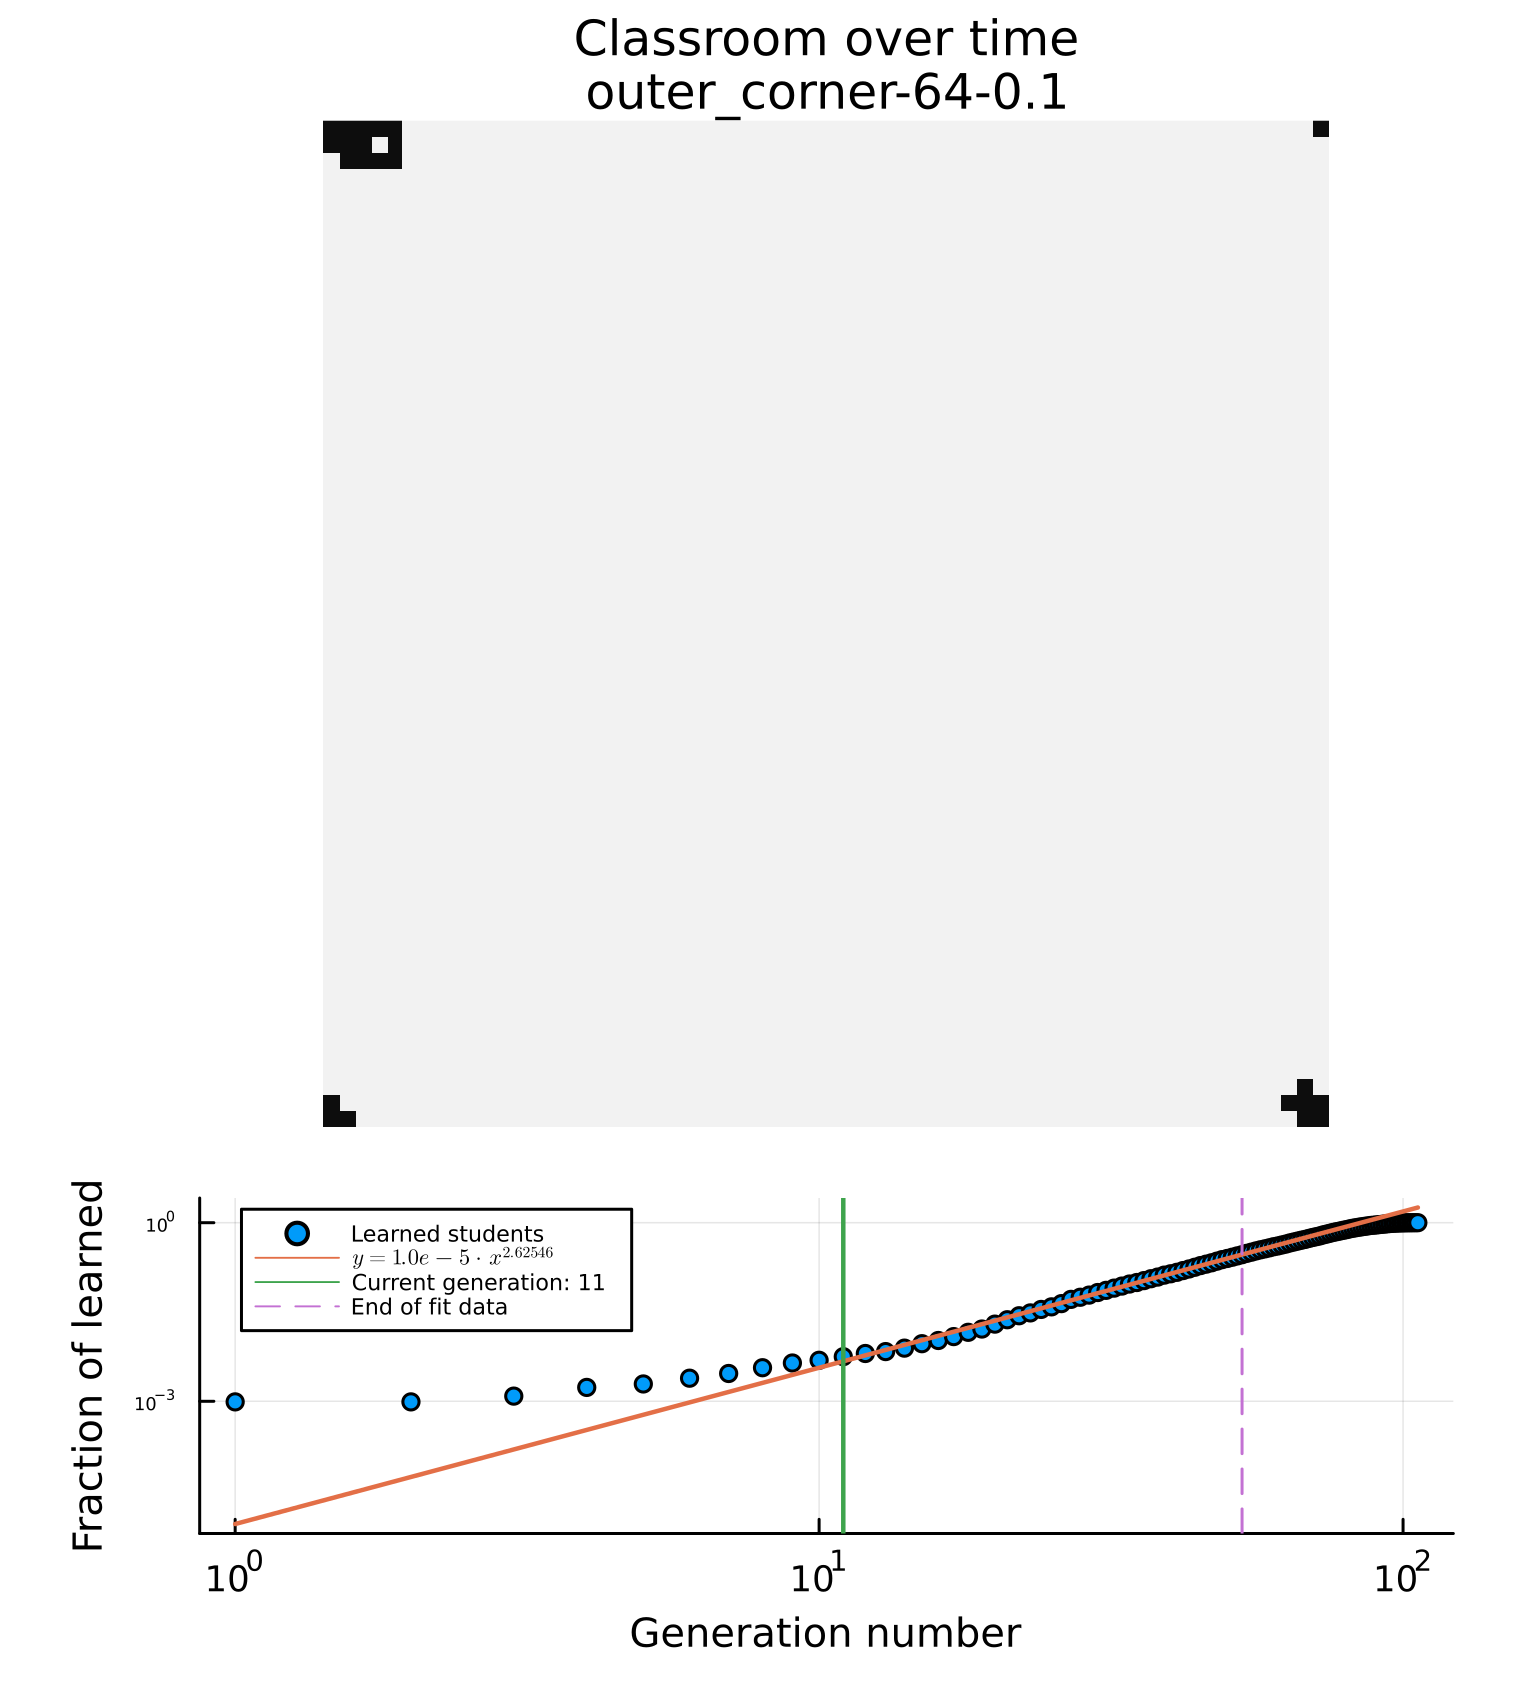 Classroom over time
outer_corner-64-0.1
Fraction of learned
10^0
10^−3
Learned students
y = 1.0e − 5 · x^2.62546
Current generation: 11
End of fit data
10^0 10^1 10^2
Generation number